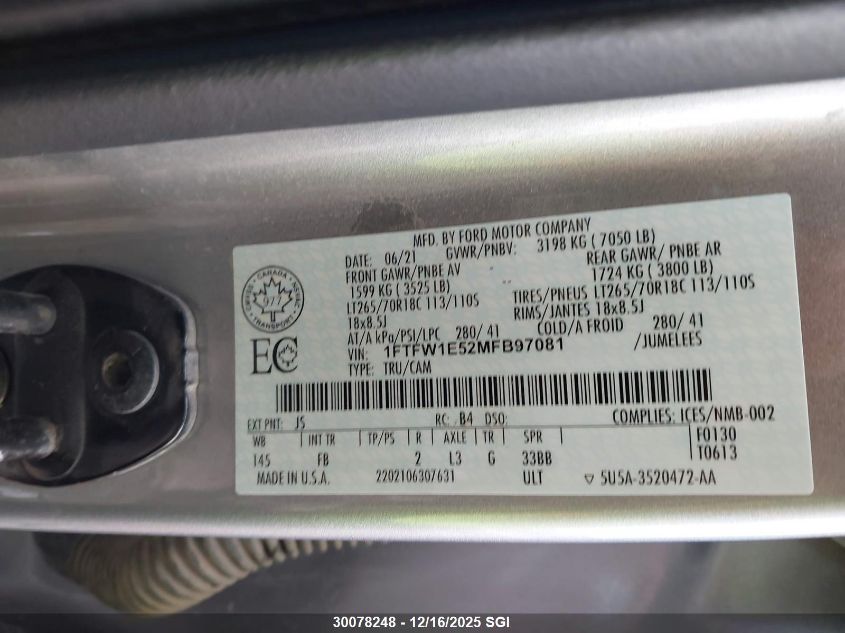 MFD. BY FORD MOTOR COMPANY
DATE: 06/21 GVWR/PNBV: 3198 KG ( 7050 LB)
FRONT GAWR/PNBE AV REAR GAWR/ PNBE AR
1599 KG ( 3525 LB) 1724 KG ( 3800 LB)
LT265/70R18C 113/110S TIRES/PNEUS LT265/70R18C 113/110S
18x8.5J RIMS/JANTES 18x8.5J
AT/A kPa/PSI/LPC 280/ 41 COLD/A FROID 280/ 41
VIN: 1FTFW1E52MFB97081 /JUMELEES
TYPE: TRU/CAM
CANADA
TRANSPORT
977
EC
EXT PNT: JS RC: B4 DSO: COMPLIES: ICES/NMB-002
WB INT TR TP/PS R AXLE TR SPR F0130
145 FB 2 L3 G 33BB T0613
MADE IN U.S.A. 2202106307631 ULT 5U5A-3520472-AA
30078248 - 12/16/2025 SGI